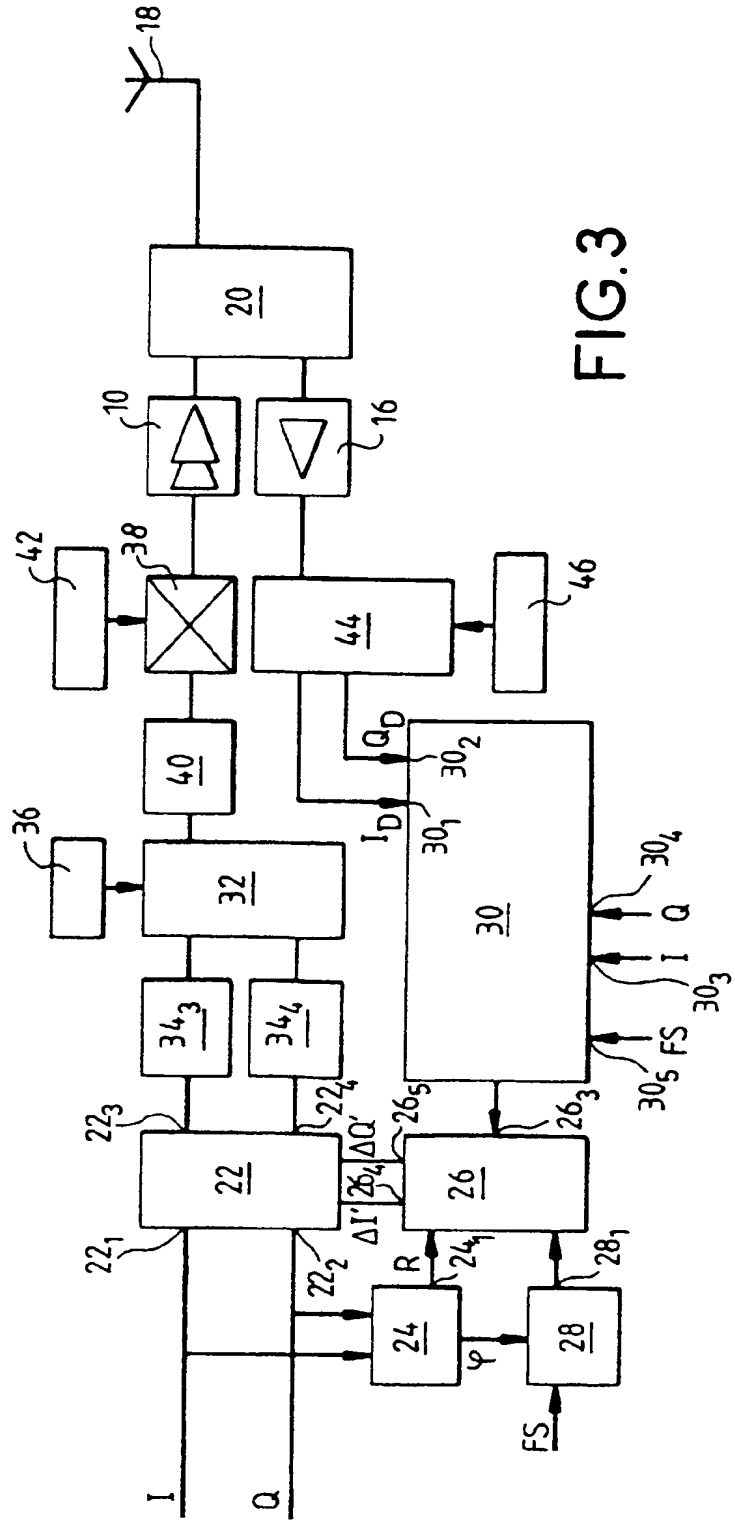 18
42
36
10
38
20
16
40
22₃
34₃
32
44
46
22₁
22
34₄
22₄
I
Q
22₂
ΔI'
ΔQ'
26₄
26₅
I_D
Q_D
30₁
30₂
24
R
24₁
φ
26
26₃
30
28
28₁
FS
FS
I
Q
30₅
30₃
30₄
FIG.3